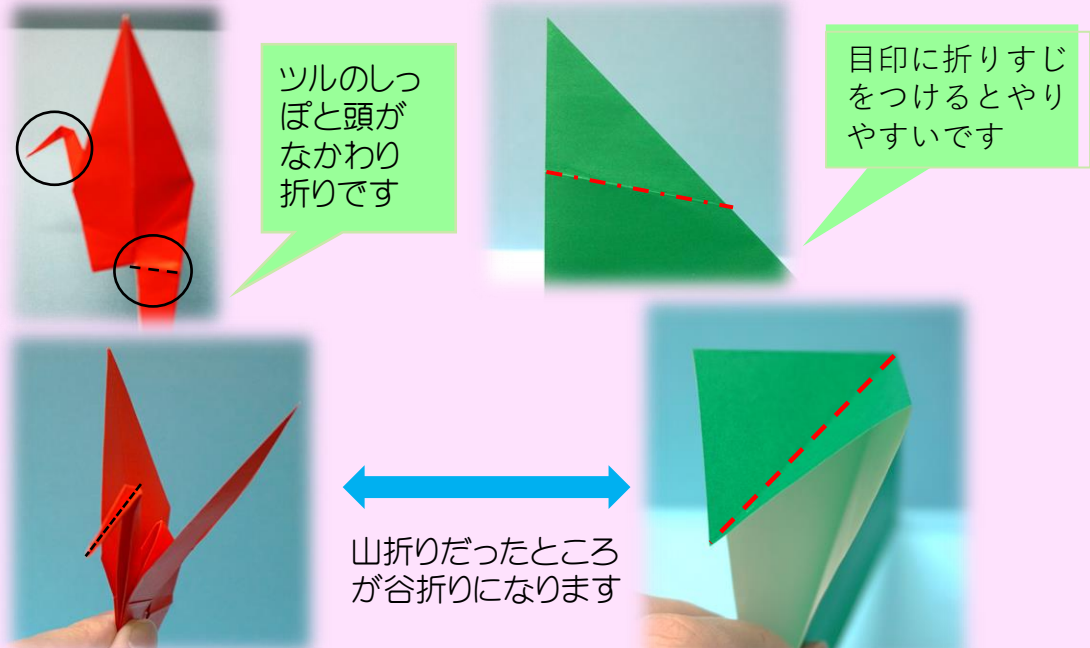 ツルのしっ
ぽと頭が
なかわり
折りです
目印に折りすじ
をつけるとやり
やすいです
山折りだったところ
が谷折りになります